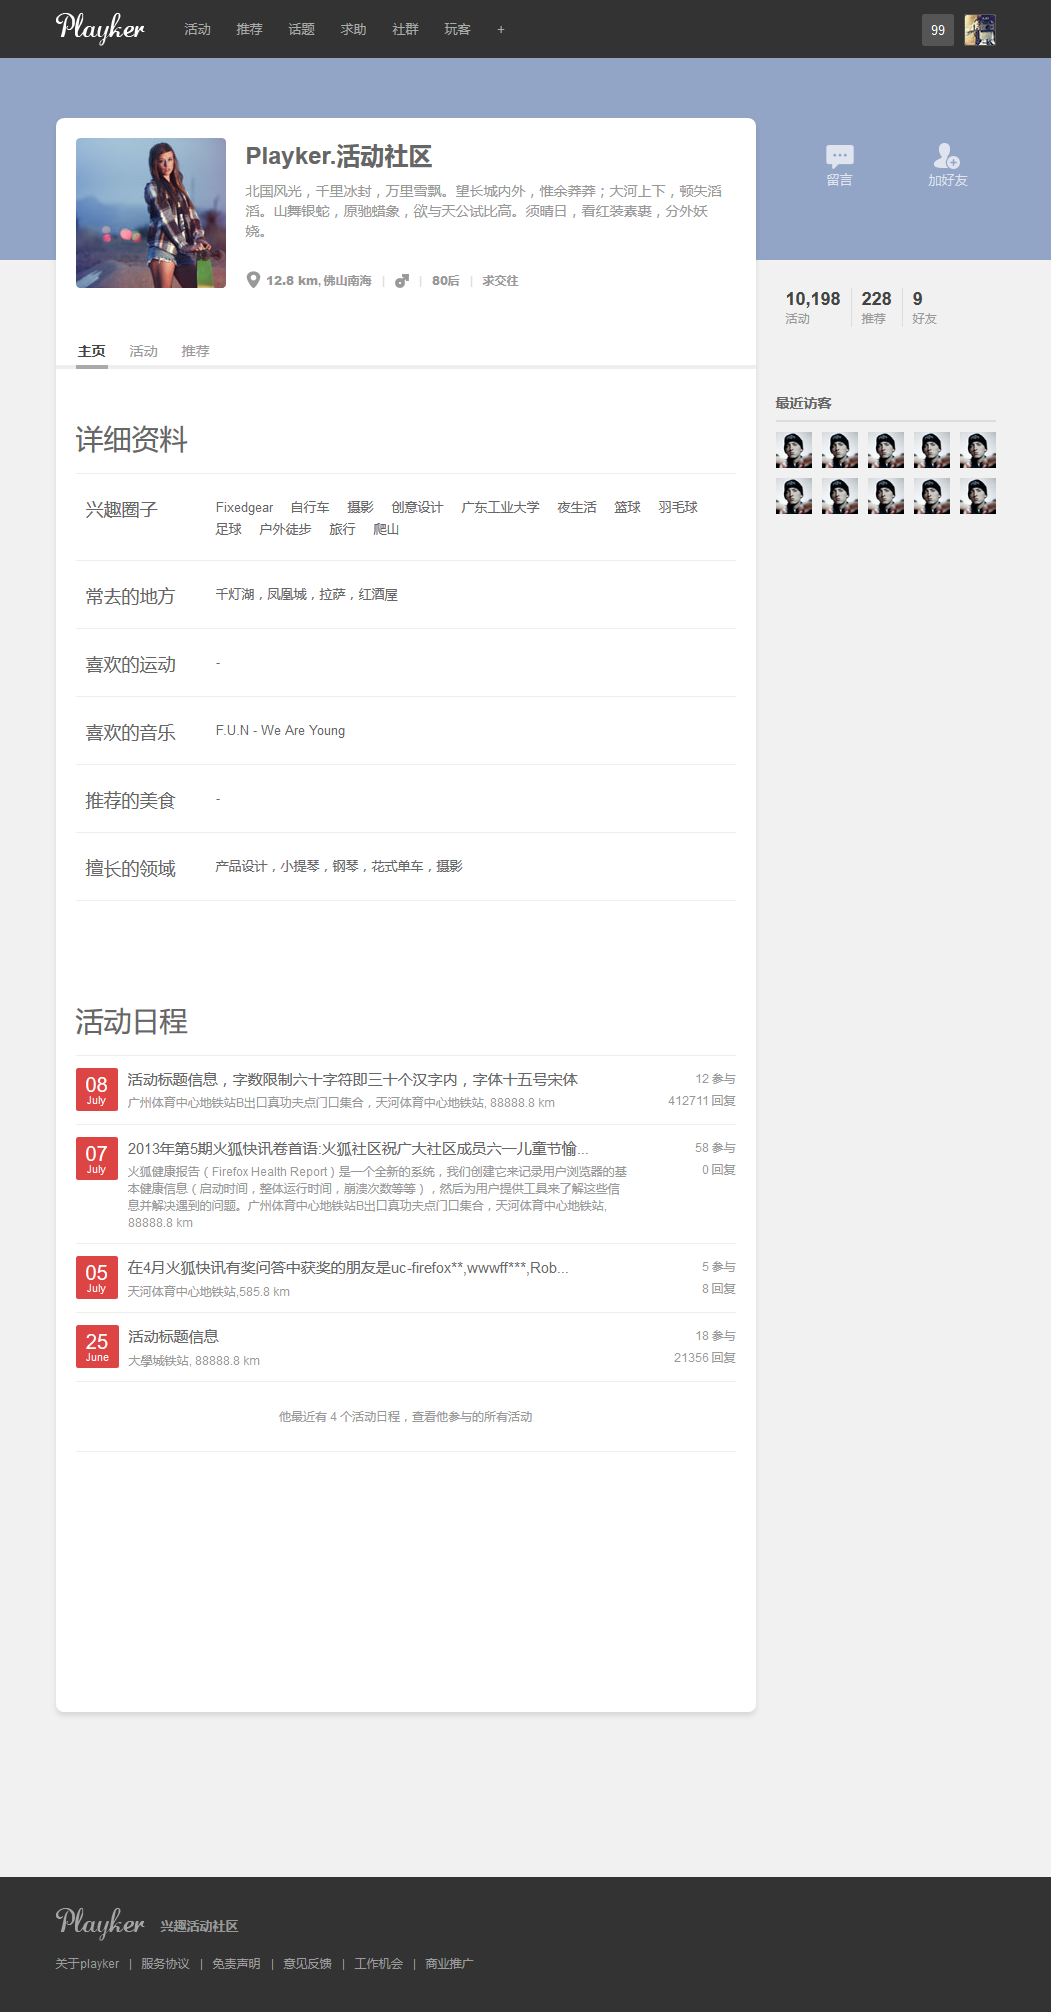 Playker 活动 推荐 话题 求助 社群 玩客 + 99
Playker.活动社区
北国风光，千里冰封，万里雪飘。望长城内外，惟余莽莽；大河上下，顿失滔
滔。山舞银蛇，原驰蜡象，欲与天公试比高。须晴日，看红装素裹，分外妖
娆。
12.8 km, 佛山南海 | | 80后 | 求交往
留言 加好友
10,198 228 9
活动 推荐 好友
主页 活动 推荐
最近访客
详细资料
兴趣圈子 Fixedgear 自行车 摄影 创意设计 广东工业大学 夜生活 篮球 羽毛球
足球 户外徒步 旅行 爬山
常去的地方 千灯湖，凤凰城，拉萨，红酒屋
喜欢的运动 -
喜欢的音乐 F.U.N - We Are Young
推荐的美食 -
擅长的领域 产品设计，小提琴，钢琴，花式单车，摄影
活动日程
08 活动标题信息，字数限制六十字符即三十个汉字内，字体十五号宋体 12 参与
July 广州体育中心地铁站B出口真功夫点门口集合，天河体育中心地铁站, 88888.8 km 412711 回复
07 2013年第5期火狐快讯卷首语:火狐社区祝广大社区成员六一儿童节愉... 58 参与
July 火狐健康报告（Firefox Health Report）是一个全新的系统，我们创建它来记录用户浏览器的基 0 回复
本健康信息（启动时间，整体运行时间，崩溃次数等等），然后为用户提供工具来了解这些信
息并解决遇到的问题。广州体育中心地铁站B出口真功夫点门口集合，天河体育中心地铁站,
88888.8 km
05 在4月火狐快讯有奖问答中获奖的朋友是uc-firefox**,wwwff***,Rob... 5 参与
July 天河体育中心地铁站,585.8 km 8 回复
25 活动标题信息 18 参与
June 大學城铁站, 88888.8 km 21356 回复
他最近有 4 个活动日程，查看他参与的所有活动
Playker 兴趣活动社区
关于playker | 服务协议 | 免责声明 | 意见反馈 | 工作机会 | 商业推广